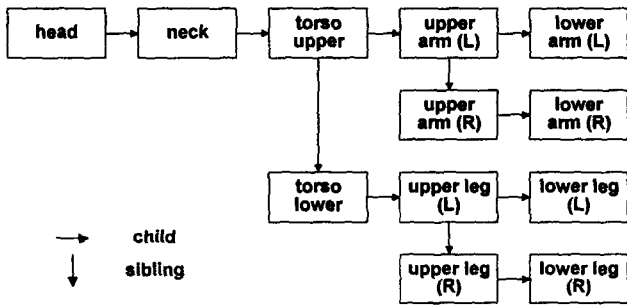 head
neck
torso
upper
upper
arm (L)
lower
arm (L)
upper
arm (R)
lower
arm (R)
torso
lower
upper leg
(L)
lower leg
(L)
child
sibling
upper leg
(R)
lower leg
(R)